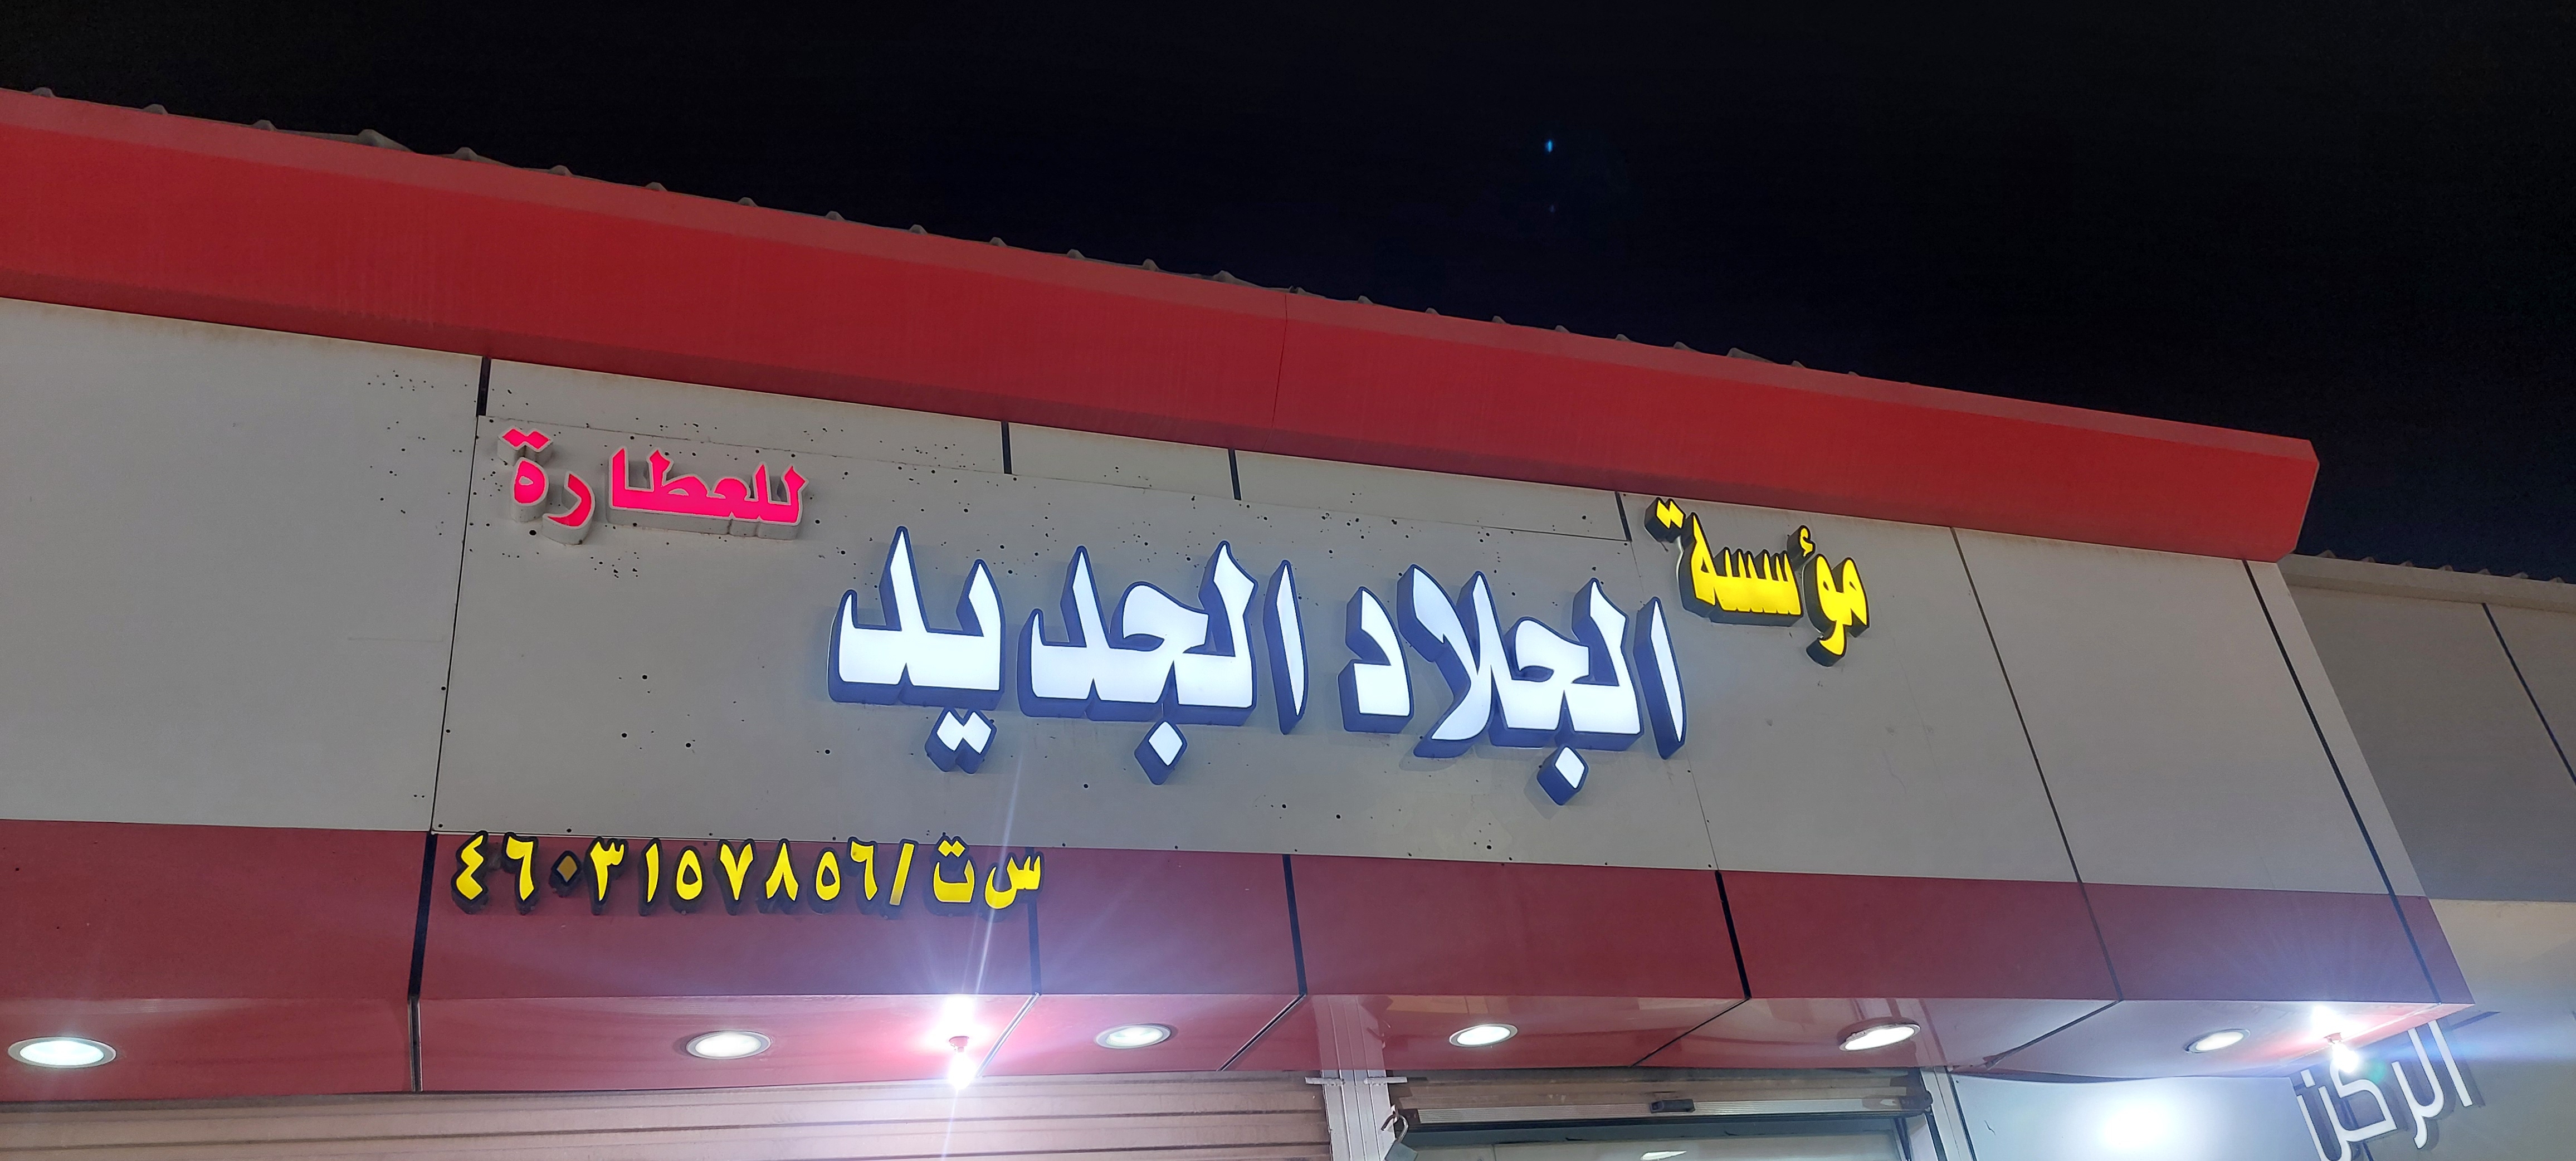 مؤسسة
الجلاد الجديد
للعطارة
س ت/٤٦٠٣١٥٧٨٥٦
الركن